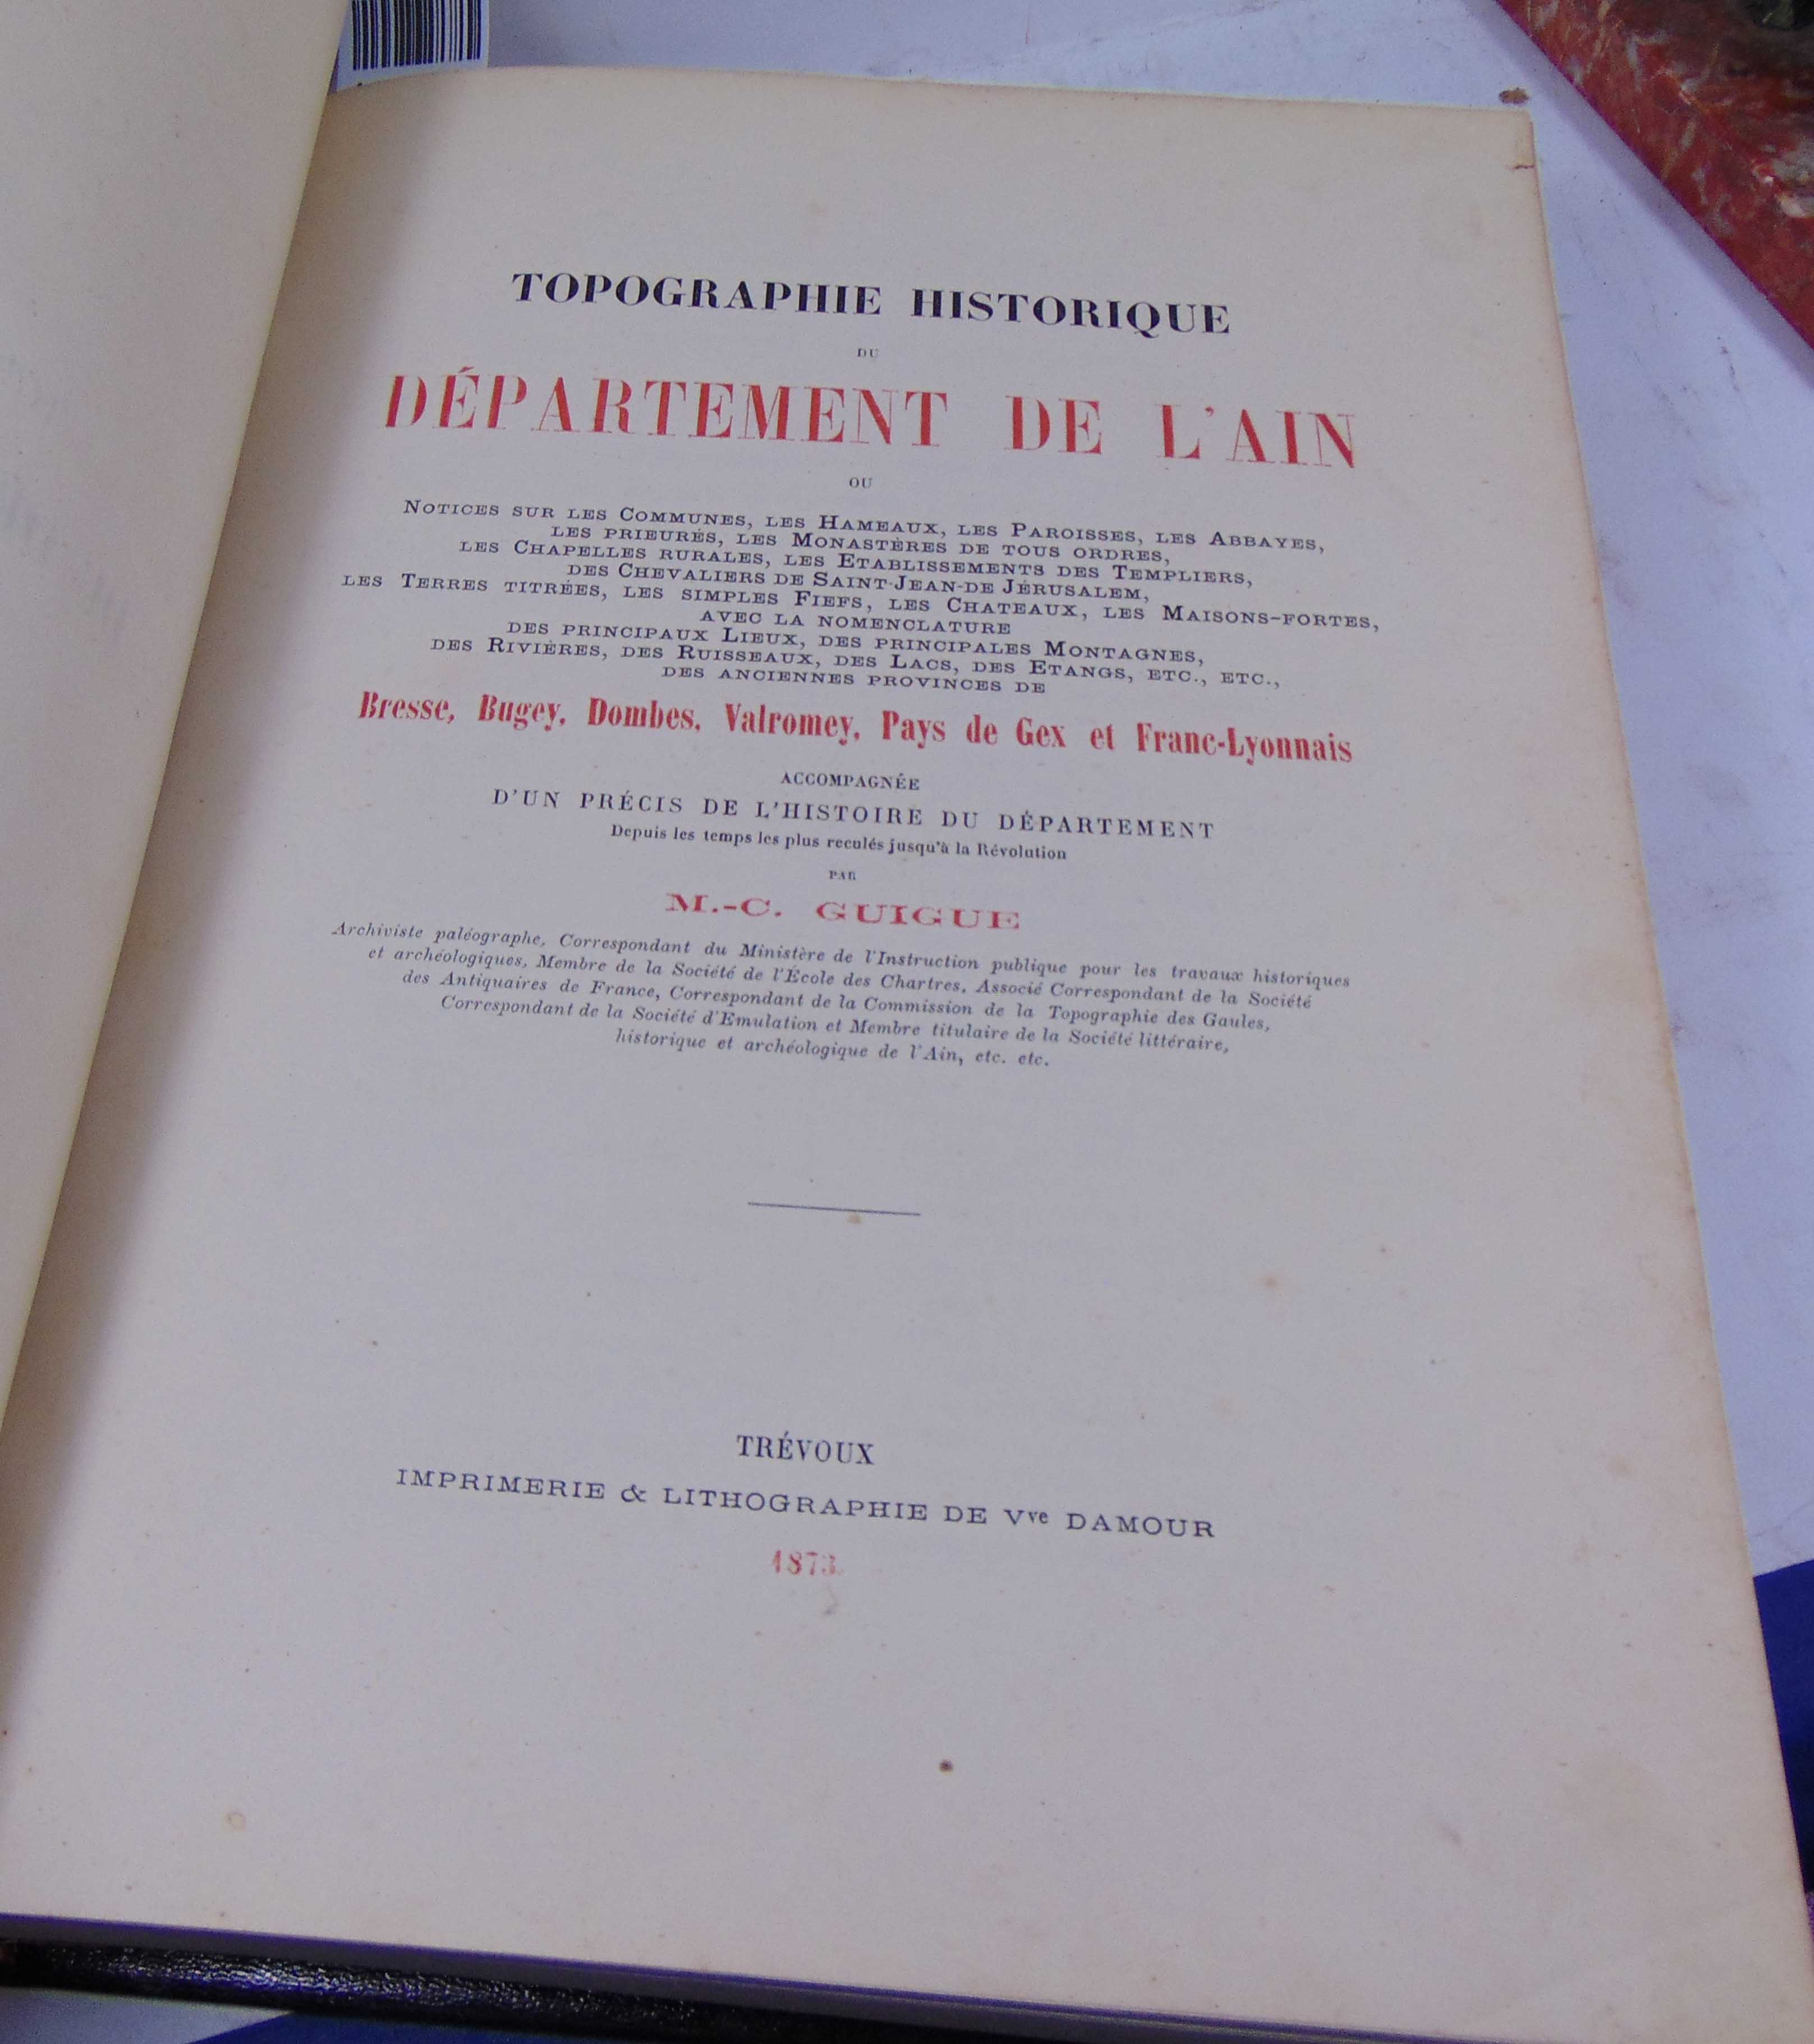 TOPOGRAPHIE HISTORIQUE
DU
DÉPARTEMENT DE L'AIN
OU
NOTICES SUR LES COMMUNES, LES HAMEAUX, LES PAROISSES, LES ABBAYES,
LES PRIEURÉS, LES MONASTÈRES DE TOUS ORDRES,
LES CHAPELLES RURALES, LES ETABLISSEMENTS DES TEMPLIERS,
DES CHEVALIERS DE SAINT-JEAN-DE JÉRUSALEM,
LES TERRES TITRÉES, LES SIMPLES FIEFS, LES CHATEAUX, LES MAISONS-FORTES,
AVEC LA NOMENCLATURE
DES PRINCIPAUX LIEUX, DES PRINCIPALES MONTAGNES,
DES RIVIÈRES, DES RUISSEAUX, DES LACS, DES ETANGS, ETC., ETC.,
DES ANCIENNES PROVINCES DE
Bresse, Bugey, Dombes, Valromey, Pays de Gex et Franc-Lyonnais
ACCOMPAGNÉE
D'UN PRÉCIS DE L'HISTOIRE DU DÉPARTEMENT
Depuis les temps les plus reculés jusqu'à la Révolution
PAR
M.-C. GUIGUE
Archiviste paléographe, Correspondant du Ministère de l'Instruction publique pour les travaux historiques
et archéologiques, Membre de la Société de l'École des Chartres, Associé Correspondant de la Société
des Antiquaires de France, Correspondant de la Commission de la Topographie des Gaules,
Correspondant de la Société d'Emulation et Membre titulaire de la Société littéraire,
historique et archéologique de l'Ain, etc. etc.
TRÉVOUX
IMPRIMERIE & LITHOGRAPHIE DE Vve DAMOUR
1873